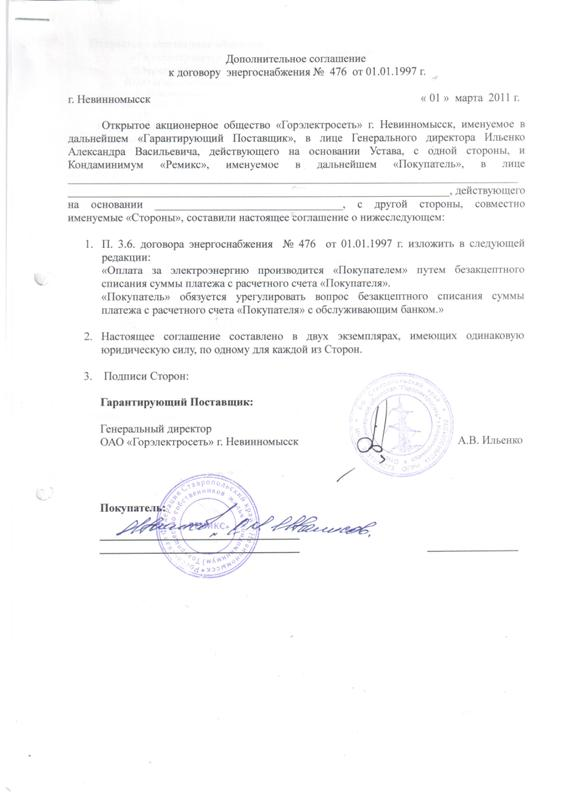 Дополнительное соглашение
к договору энергоснабжения № 476 от 01.01.1997 г.
г. Невинномысск « 01 » марта 2011 г.
Открытое акционерное общество «Горэлектросеть» г. Невинномысск, именуемое в
дальнейшем «Гарантирующий Поставщик», в лице Генерального директора Ильенко
Александра Васильевича, действующего на основании Устава, с одной стороны, и
Кондаминимум «Ремикс», именуемое в дальнейшем «Покупатель», в лице
, действующего
на основании , с другой стороны, совместно
именуемые «Стороны», составили настоящее соглашение о нижеследующем:
1. П. 3.6. договора энергоснабжения № 476 от 01.01.1997 г. изложить в следующей
редакции:
«Оплата за электроэнергию производится «Покупателем» путем безакцептного
списания суммы платежа с расчетного счета «Покупателя».
«Покупатель» обязуется урегулировать вопрос безакцептного списания суммы
платежа с расчетного счета «Покупателя» с обслуживающим банком.»
2. Настоящее соглашение составлено в двух экземплярах, имеющих одинаковую
юридическую силу, по одному для каждой из Сторон.
3. Подписи Сторон:
Гарантирующий Поставщик:
Генеральный директор
ОАО «Горэлектросеть» г. Невинномысск А.В. Ильенко
Покупатель: